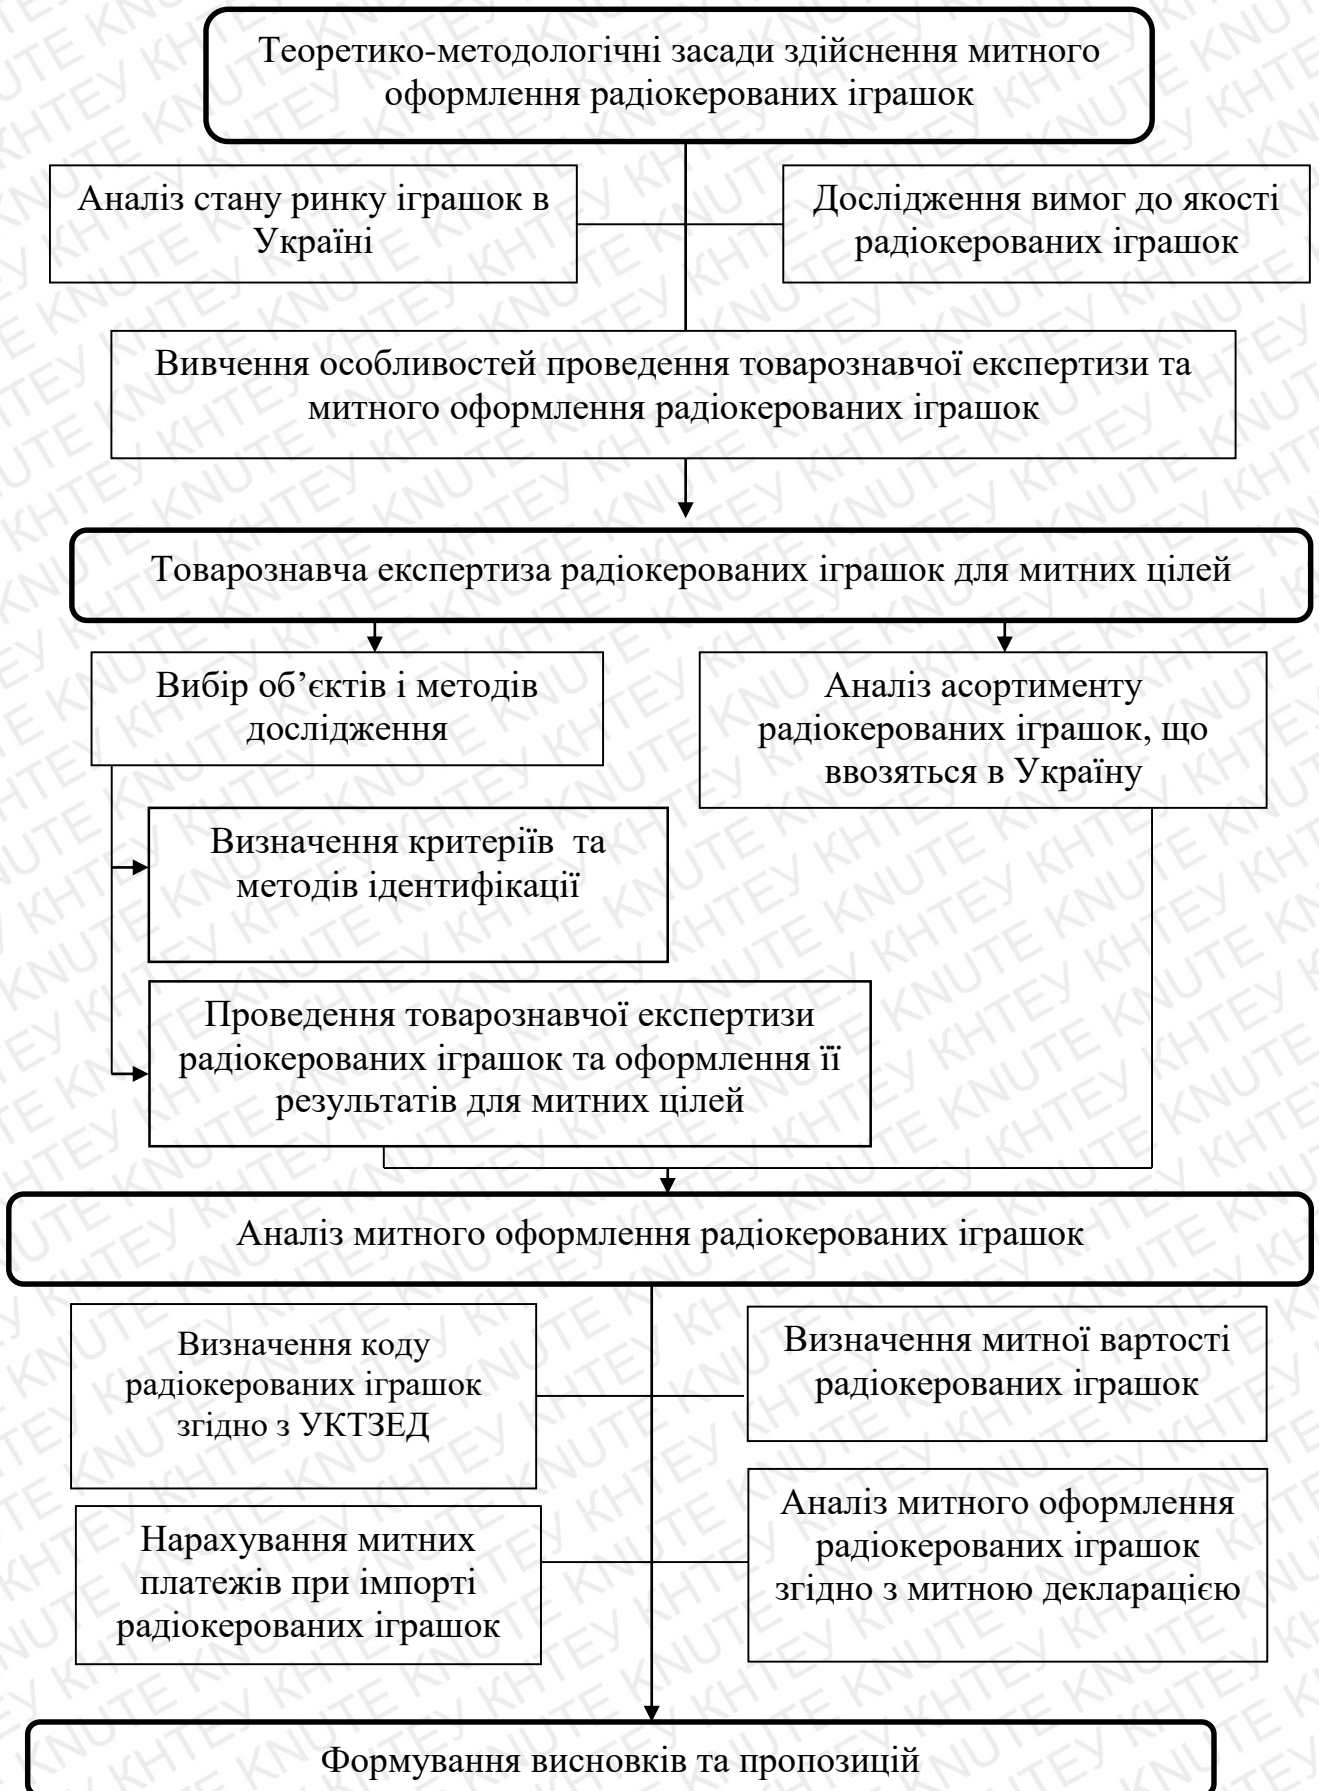 Теоретико-методологічні засади здійснення митного
оформлення радіокерованих іграшок
Аналіз стану ринку іграшок в
Україні
Дослідження вимог до якості
радіокерованих іграшок
Вивчення особливостей проведення товарознавчої експертизи та
митного оформлення радіокерованих іграшок
Товарознавча експертиза радіокерованих іграшок для митних цілей
Вибір об’єктів і методів
дослідження
Аналіз асортименту
радіокерованих іграшок, що
ввозяться в Україну
Визначення критеріїв та
методів ідентифікації
Проведення товарознавчої експертизи
радіокерованих іграшок та оформлення її
результатів для митних цілей
Аналіз митного оформлення радіокерованих іграшок
Визначення коду
радіокерованих іграшок
згідно з УКТЗЕД
Визначення митної вартості
радіокерованих іграшок
Нарахування митних
платежів при імпорті
радіокерованих іграшок
Аналіз митного оформлення
радіокерованих іграшок
згідно з митною декларацією
Формування висновків та пропозицій